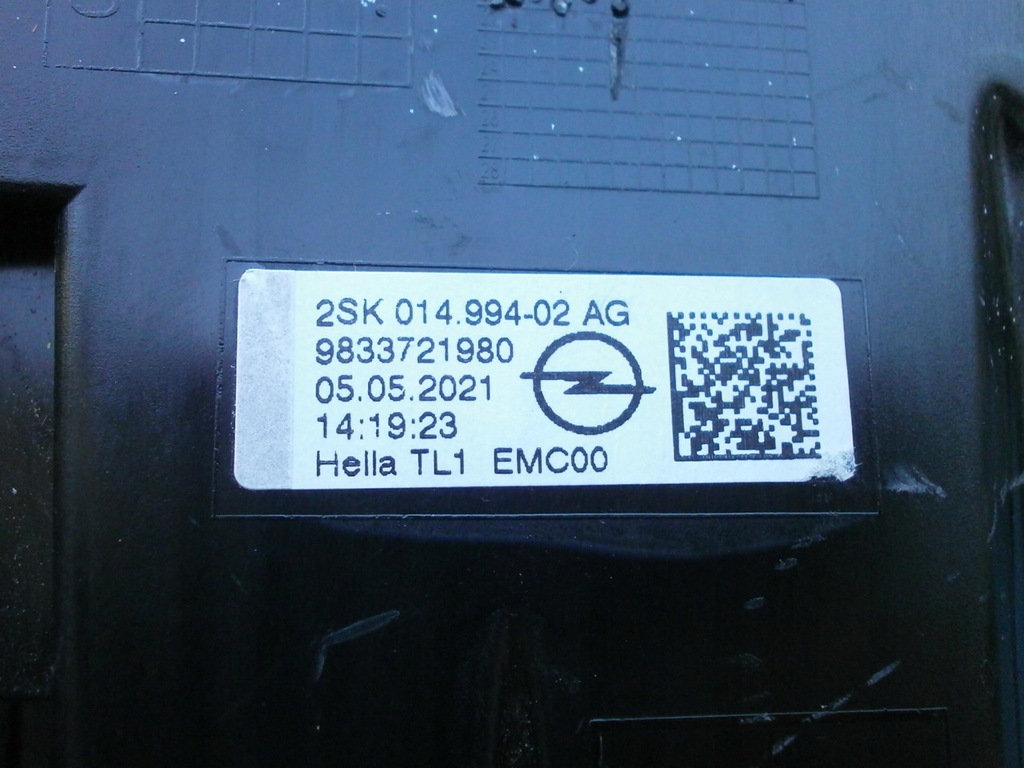 2SK 014.994-02 AG
9833721980
05.05.2021
14:19:23
Hella TL1 EMC00